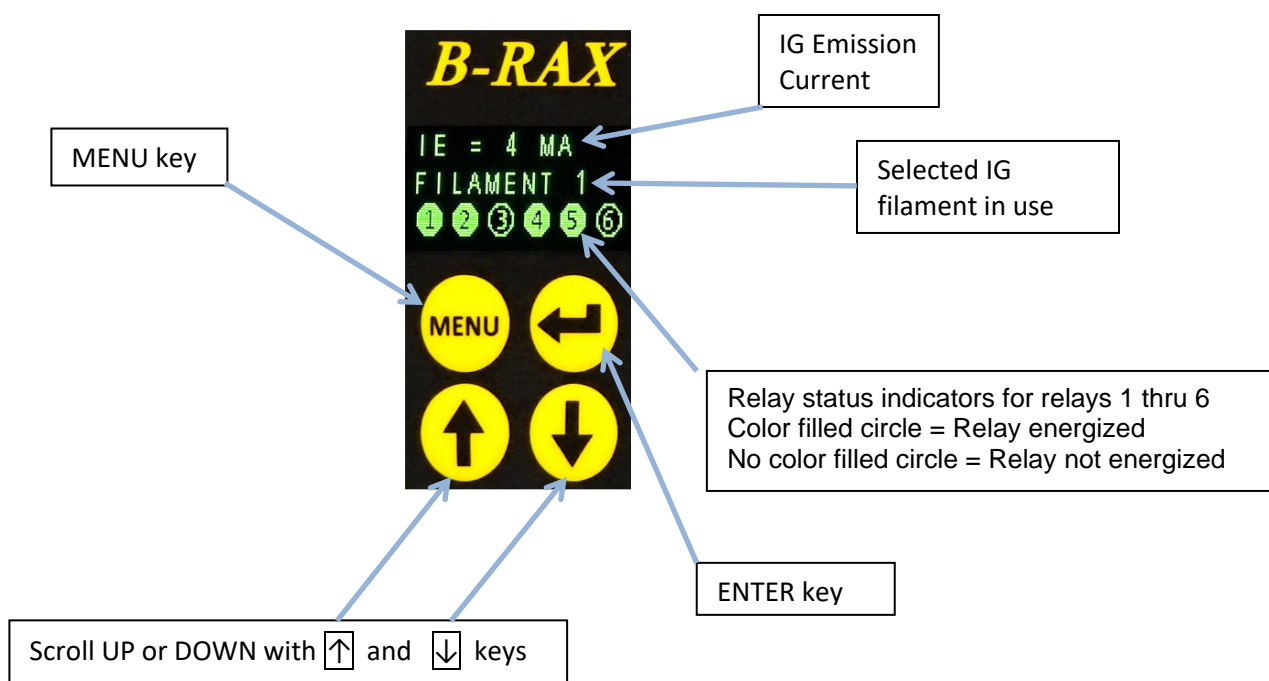 B-RAX
IG Emission
Current
IE = 4 MA
MENU key
FILAMENT 1
Selected IG
filament in use
1 2 3 4 5 6
MENU
Relay status indicators for relays 1 thru 6
Color filled circle = Relay energized
No color filled circle = Relay not energized
ENTER key
Scroll UP or DOWN with ↑ and ↓ keys